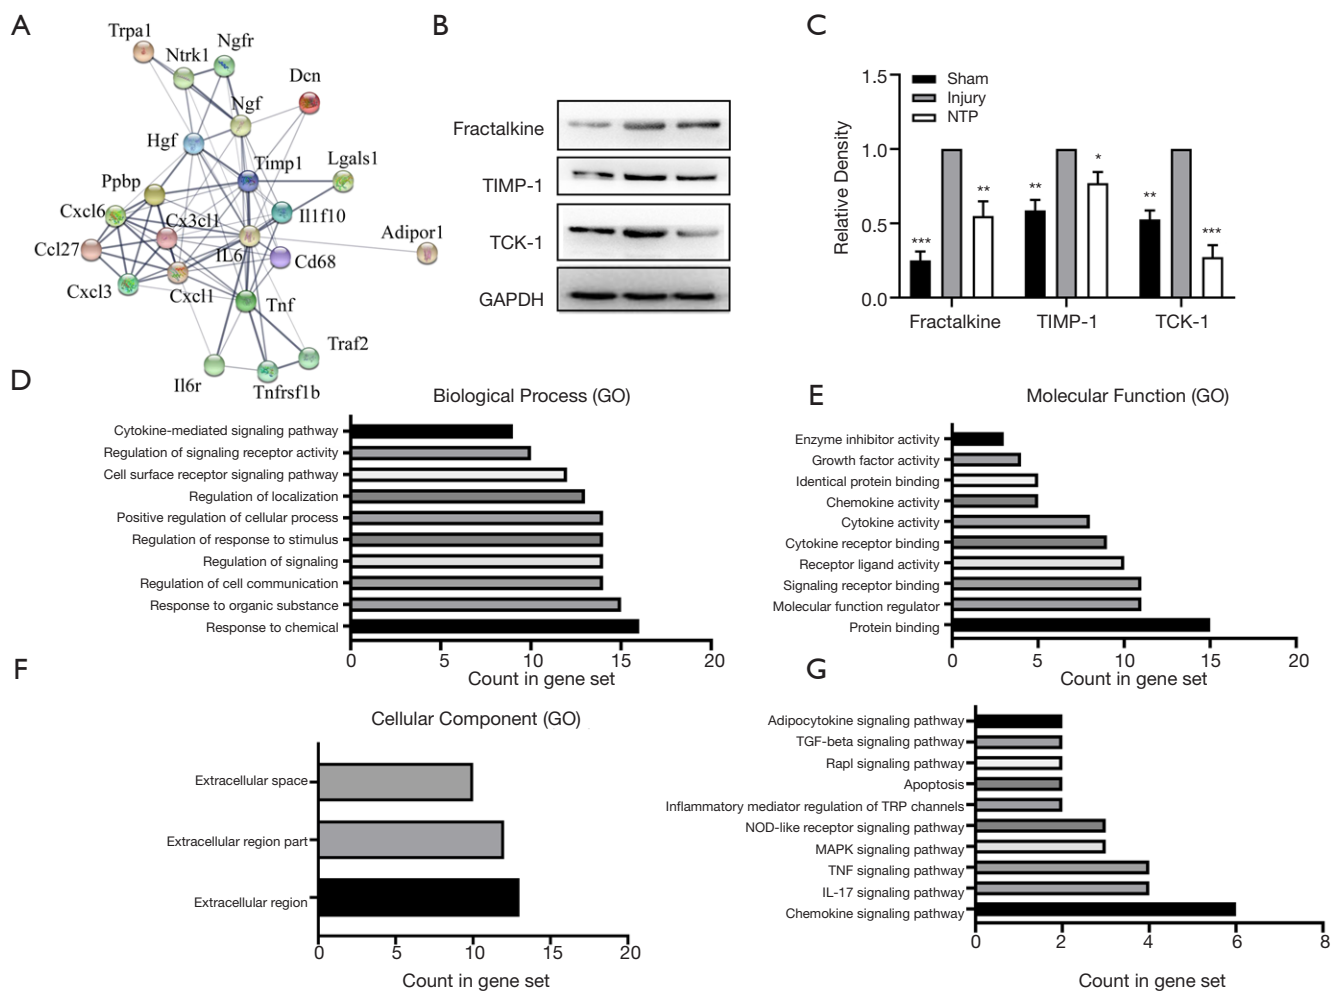 A
Trpa1
Ntrk1
Ngfr
Dcn
Ngf
Hgf
Timp1
Lgals1
Ppbp
Cxcl6
Cx3cl1
Il1f10
Ccl27
IL6
Adipor1
Cd68
Cxcl3
Cxcl1
Tnf
Traf2
Il6r
Tnfrsf1b
B
Fractalkine
TIMP-1
TCK-1
GAPDH
C
Relative Density
1.5
1.0
0.5
0.0
Sham
Injury
NTP
***
**
**
*
**
***
Fractalkine
TIMP-1
TCK-1
D
Biological Process (GO)
Cytokine-mediated signaling pathway
Regulation of signaling receptor activity
Cell surface receptor signaling pathway
Regulation of localization
Positive regulation of cellular process
Regulation of response to stimulus
Regulation of signaling
Regulation of cell communication
Response to organic substance
Response to chemical
0 5 10 15 20
Count in gene set
E
Molecular Function (GO)
Enzyme inhibitor activity
Growth factor activity
Identical protein binding
Chemokine activity
Cytokine activity
Cytokine receptor binding
Receptor ligand activity
Signaling receptor binding
Molecular function regulator
Protein binding
0 5 10 15 20
Count in gene set
F
Cellular Component (GO)
Extracellular space
Extracellular region part
Extracellular region
0 5 10 15 20
Count in gene set
G
Adipocytokine signaling pathway
TGF-beta signaling pathway
Rapl signaling pathway
Apoptosis
Inflammatory mediator regulation of TRP channels
NOD-like receptor signaling pathway
MAPK signaling pathway
TNF signaling pathway
IL-17 signaling pathway
Chemokine signaling pathway
0 2 4 6 8
Count in gene set